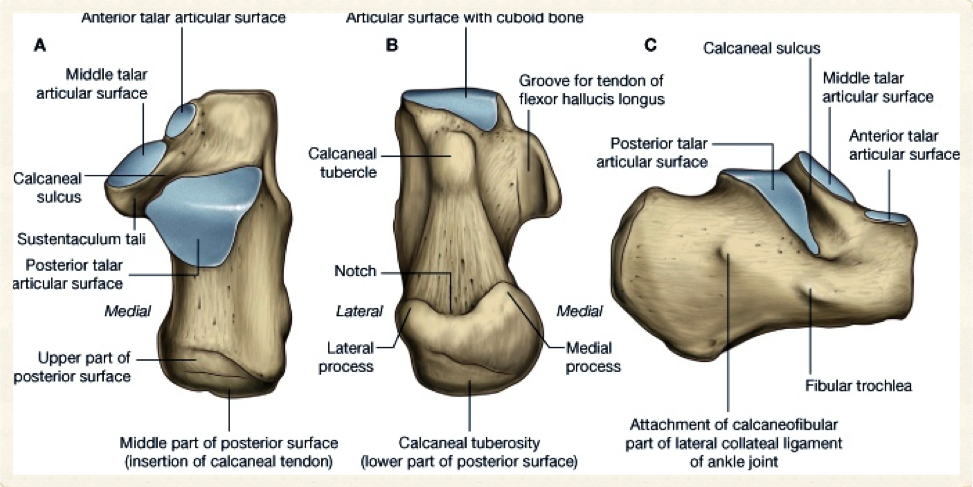 Anterior talar articular surface
A
Middle talar
articular surface
Calcaneal
sulcus
Sustentaculum tali
Posterior talar
articular surface
Medial
Upper part of
posterior surface
Middle part of posterior surface
(insertion of calcaneal tendon)
Articular surface with cuboid bone
B
Groove for tendon of
flexor hallucis longus
Calcaneal
tubercle
Notch
Lateral
Medial
Lateral
process
Medial
process
Calcaneal tuberosity
(lower part of posterior surface)
C
Calcaneal sulcus
Middle talar
articular surface
Posterior talar
articular surface
Anterior talar
articular surface
Fibular trochlea
Attachment of calcaneofibular
part of lateral collateal ligament
of ankle joint